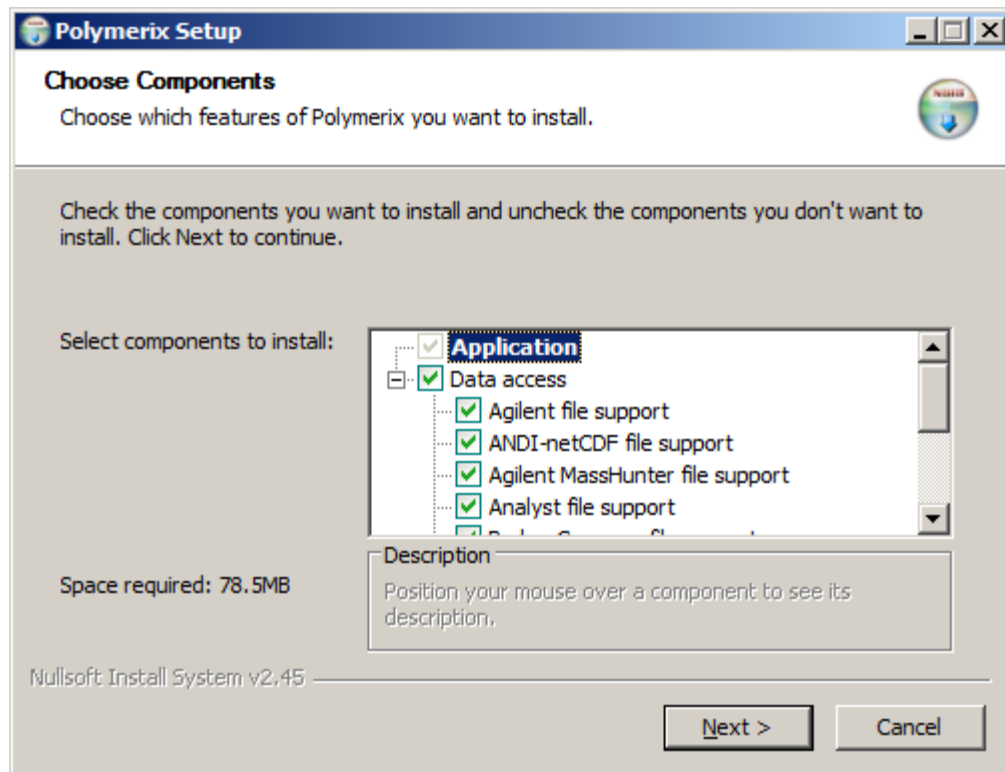 Polymerix Setup
Choose Components
Choose which features of Polymerix you want to install.
Check the components you want to install and uncheck the components you don't want to
install. Click Next to continue.
Select components to install:
Application
Data access
Agilent file support
ANDI-netCDF file support
Agilent MassHunter file support
Analyst file support
Space required: 78.5MB
Description
Position your mouse over a component to see its
description.
Nullsoft Install System v2.45
Next >
Cancel